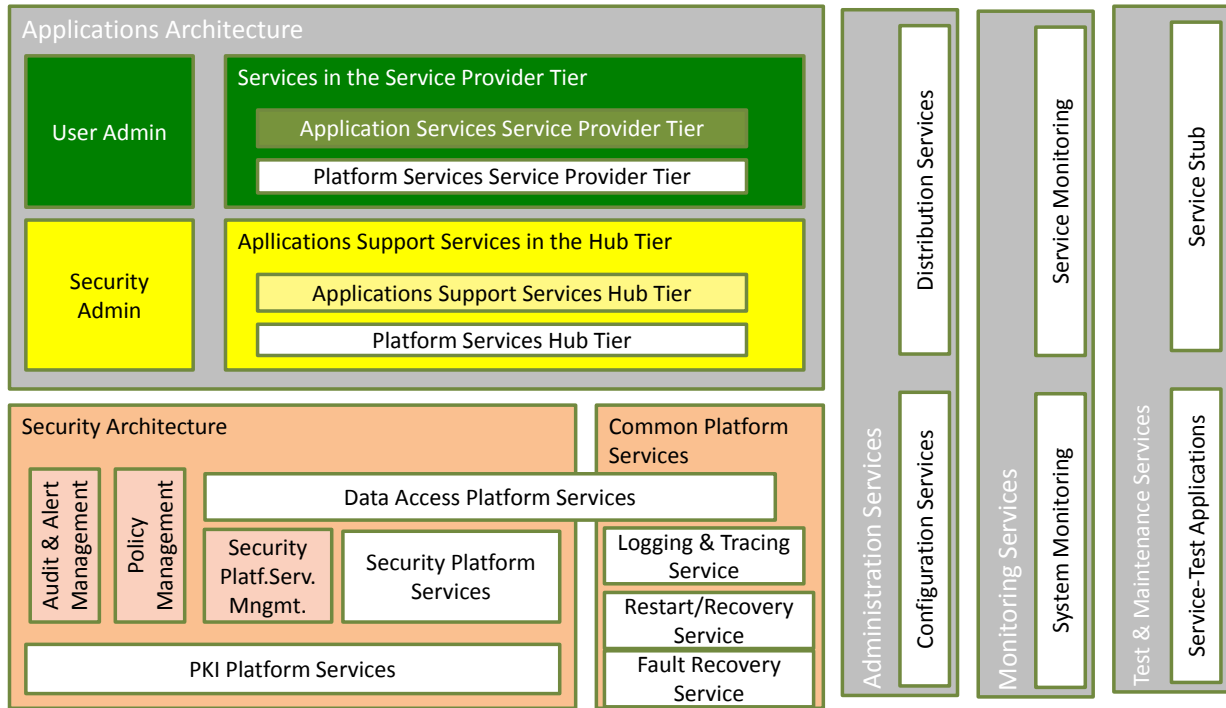 Applications Architecture
User Admin
Services in the Service Provider Tier
Application Services Service Provider Tier
Platform Services Service Provider Tier
Security
Admin
Apllications Support Services in the Hub Tier
Applications Support Services Hub Tier
Platform Services Hub Tier
Security Architecture
Audit & Alert
Management
Policy
Management
Data Access Platform Services
Security
Platf.Serv.
Mngmt.
Security Platform
Services
PKI Platform Services
Common Platform
Services
Logging & Tracing
Service
Restart/Recovery
Service
Fault Recovery
Service
Administration Services
Distribution Services
Configuration Services
Monitoring Services
Service Monitoring
System Monitoring
Test & Maintenance Services
Service Stub
Service-Test Applications